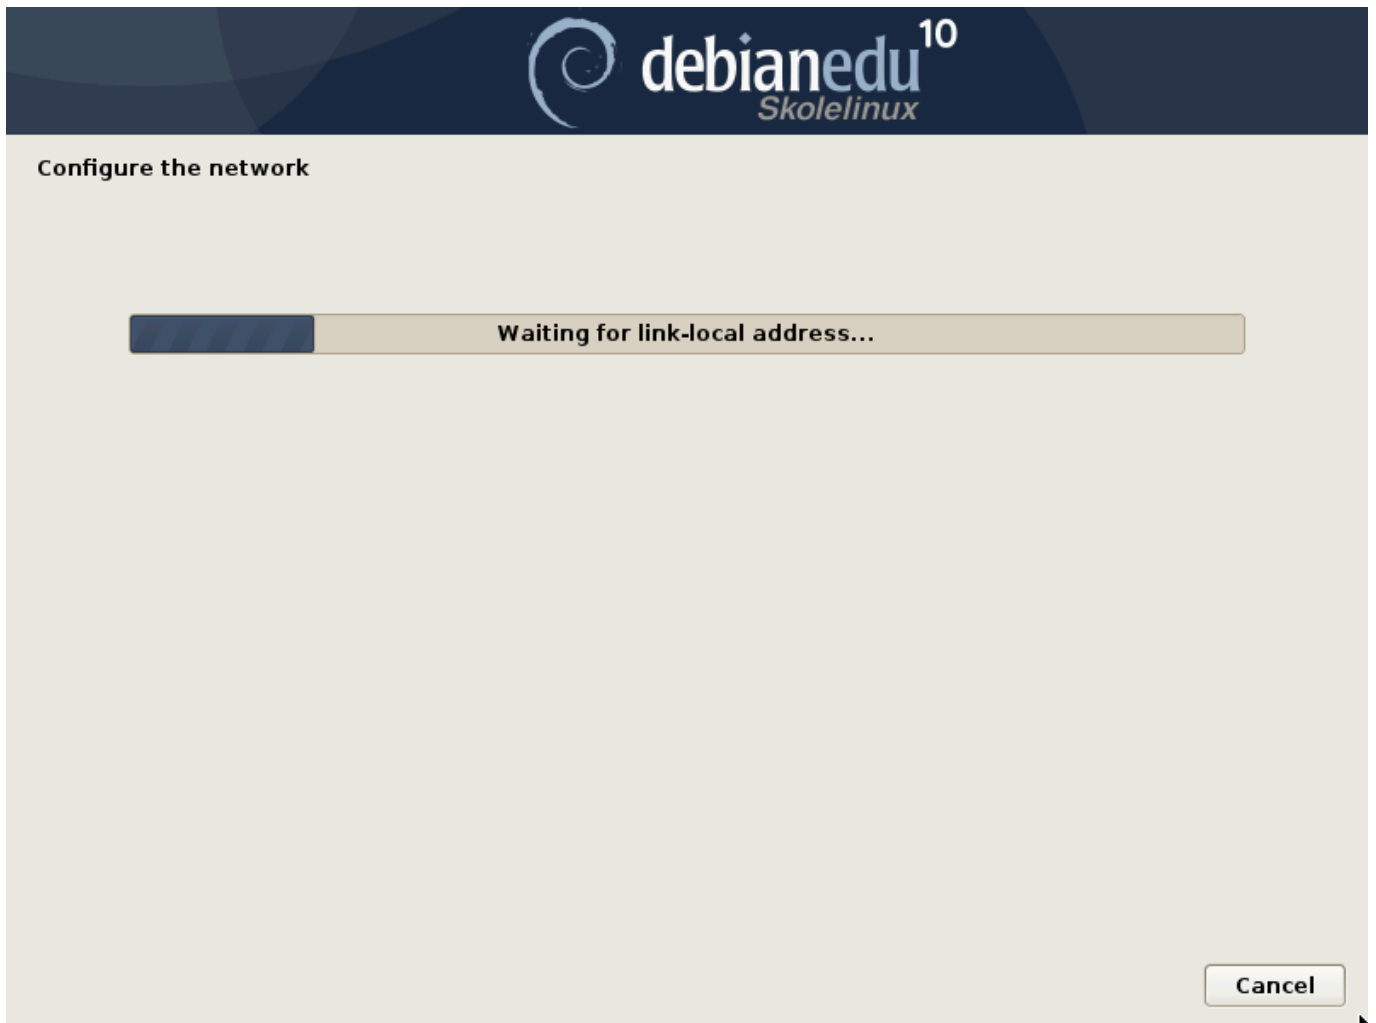 debianedu 10
Skolelinux
Configure the network
Waiting for link-local address...
Cancel